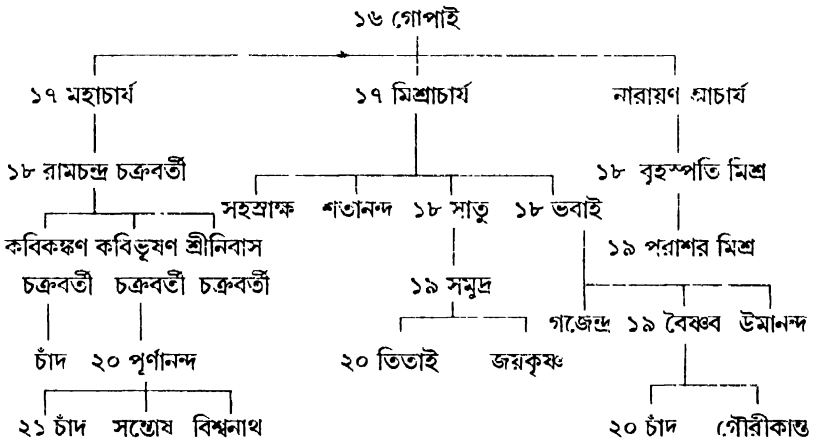 ১৬ গোপাই
১৭ মহাচার্য ১৭ মিশ্রাচার্য নারায়ণ আচার্য
১৮ রামচন্দ্র চক্রবর্তী ১৮ বৃহস্পতি মিশ্র
সহস্রাক্ষ শতানন্দ ১৮ সাতু ১৮ ভবাই
কবিকঙ্কণ কবিভূষণ শ্রীনিবাস ১৯ পরাশর মিশ্র
চক্রবর্তী চক্রবর্তী চক্রবর্তী ১৯ সমুদ্র
গজেন্দ্র ১৯ বৈষ্ণব উমানন্দ
চাঁদ ২০ পূর্ণানন্দ ২০ তিতাই জয়কৃষ্ণ
২১ চাঁদ সন্তোষ বিশ্বনাথ ২০ চাঁদ গৌরীকান্ত